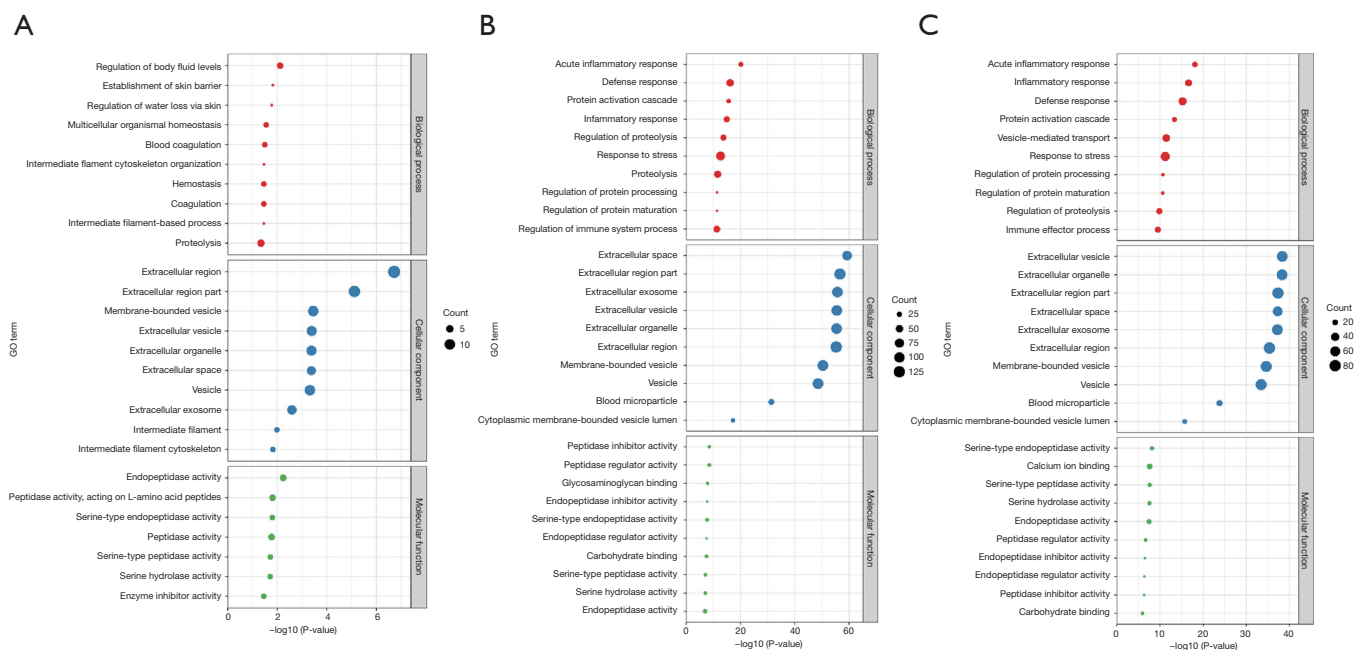 A
Regulation of body fluid levels
Establishment of skin barrier
Regulation of water loss via skin
Multicellular organismal homeostasis
Blood coagulation
Intermediate flament cytoskeleton organization
Hemostasis
Coagulation
Intermediate filament-based process
Proteolysis
Biological process
Extracellular region
Extracellular region part
Membrane-bounded vesicle
Extracellular vesicle
Extracellular organelle
Extracellular space
Vesicle
Extracellular exosome
Intermediate filament
Intermediate filament cytoskeleton
Cellular component
GO term
Endopeptidase activity
Peptidase activity, acting on L-amino acid peptides
Serine-type endopeptidase activity
Peptidase activity
Serine-type peptidase activity
Serine hydrolase activity
Enzyme inhibitor activity
Molecular function
0 2 4 6
−log10 (P-value)
Count
5
10
B
Acute inflammatory response
Defense response
Protein activation cascade
Infammatory response
Regulation of proteolysis
Response to stress
Proteolysis
Regulation of protein processing
Regulation of protein maturation
Regulation of immune system process
Biological process
Extracellular space
Extracellular region part
Extracellular exosome
Extracellular vesicle
Extracellular organelle
Extracellular region
Membrane-bounded vesicle
Vesicle
Blood microparticle
Cytoplasmic membrane-bounded vesicle lumen
Cellular component
GO term
Peptidase inhibitor activity
Peptidase regulator activity
Glycosaminoglycan binding
Endopeptidase inhibitor activity
Serine-type endopeptidase activity
Endopeptidase regulator activity
Carbohydrate binding
Serine-type peptidase activity
Serine hydrolase activity
Endopeptidase activity
Molecular function
0 20 40 60
−log10 (P-value)
Count
25
50
75
100
125
C
Acute inflammatory response
Inflammatory response
Defense response
Protein activation cascade
Vesicle-mediated transport
Response to stress
Regulation of protein processing
Regulation of protein maturation
Regulation of proteolysis
Immune effector process
Biological process
Extracellular vesicle
Extracellular organelle
Extracellular region part
Extracellular space
Extracellular exosome
Extracellular region
Membrane-bounded vesicle
Vesicle
Blood microparticle
Cytoplasmic membrane-bounded vesicle lumen
Cellular component
GO term
Serine-type endopeptidase activity
Calcium ion binding
Serine-type peptidase activity
Serine hydrolase activity
Endopeptidase activity
Peptidase regulator activity
Endopeptidase inhibitor activity
Endopeptidase regulator activity
Peptidase inhibitor activity
Carbohydrate binding
Molecular function
0 10 20 30 40
−log10 (P-value)
Count
20
40
60
80